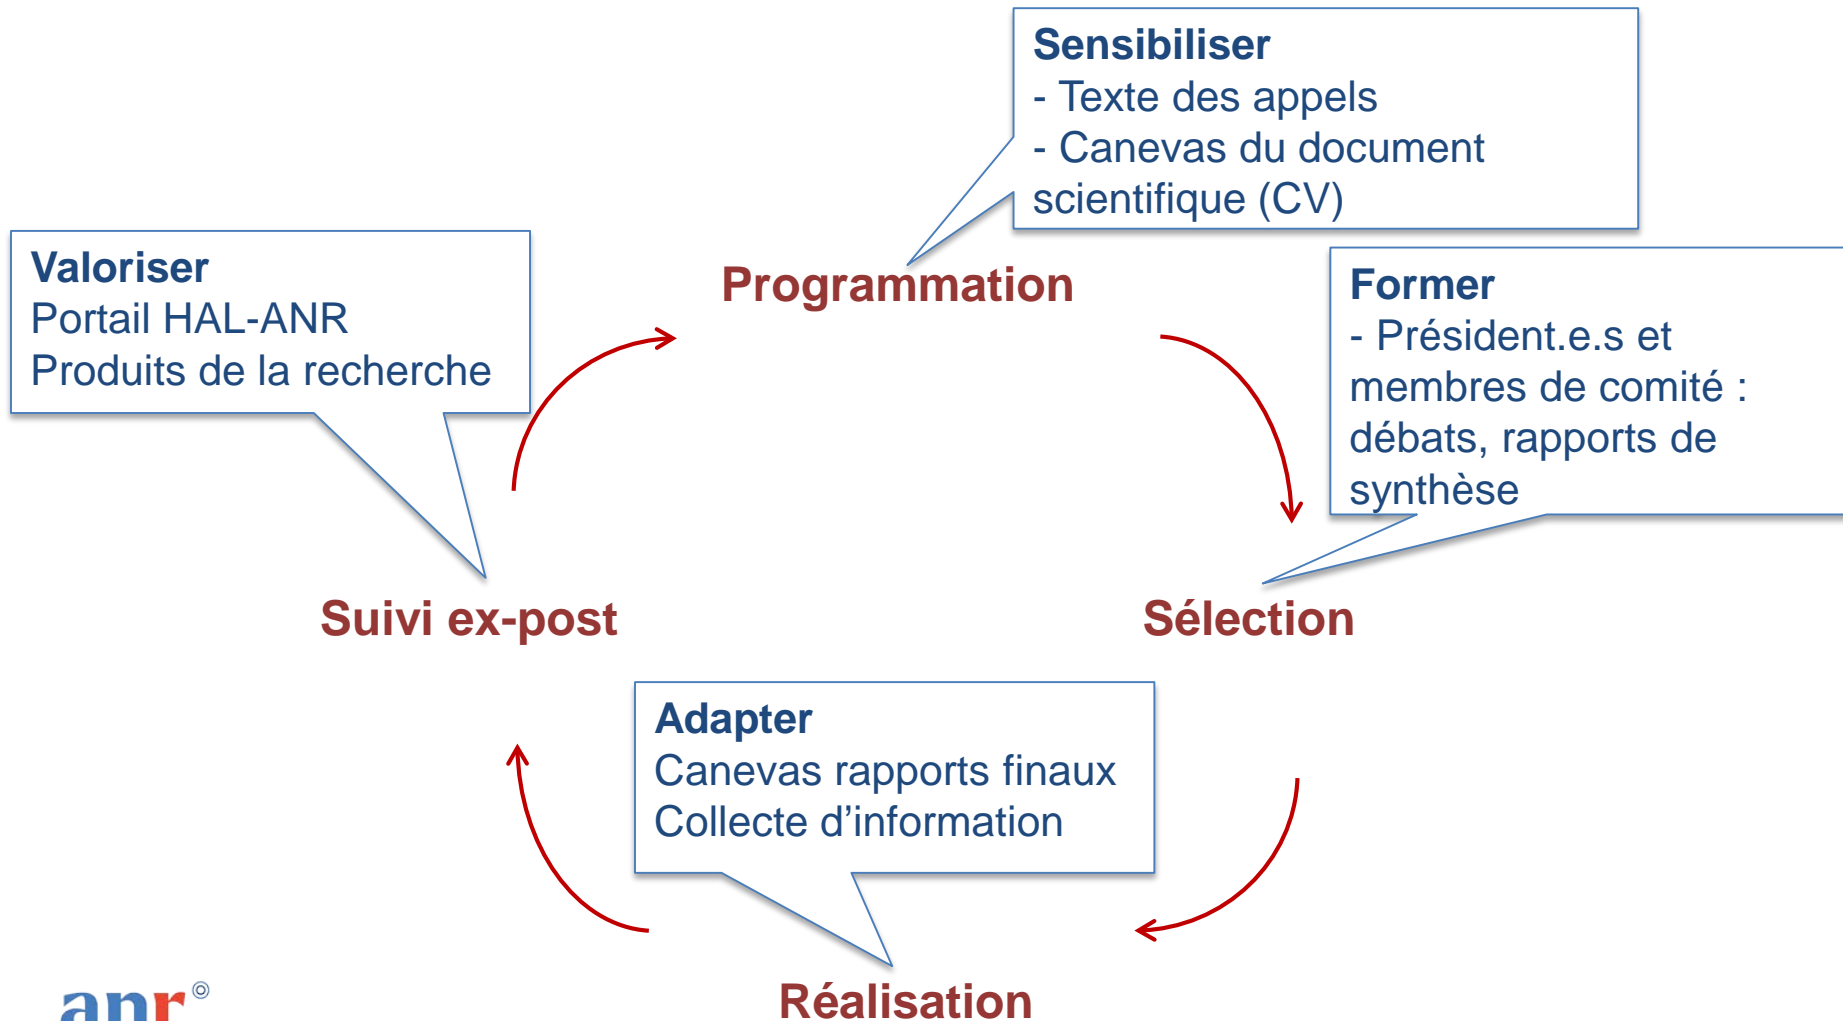 Sensibiliser
- Texte des appels
- Canevas du document
scientifique (CV)
Valoriser
Portail HAL-ANR
Produits de la recherche
Programmation
Former
- Président.e.s et
membres de comité :
débats, rapports de
synthèse
Suivi ex-post
Sélection
Adapter
Canevas rapports finaux
Collecte d’information
Réalisation
anr©